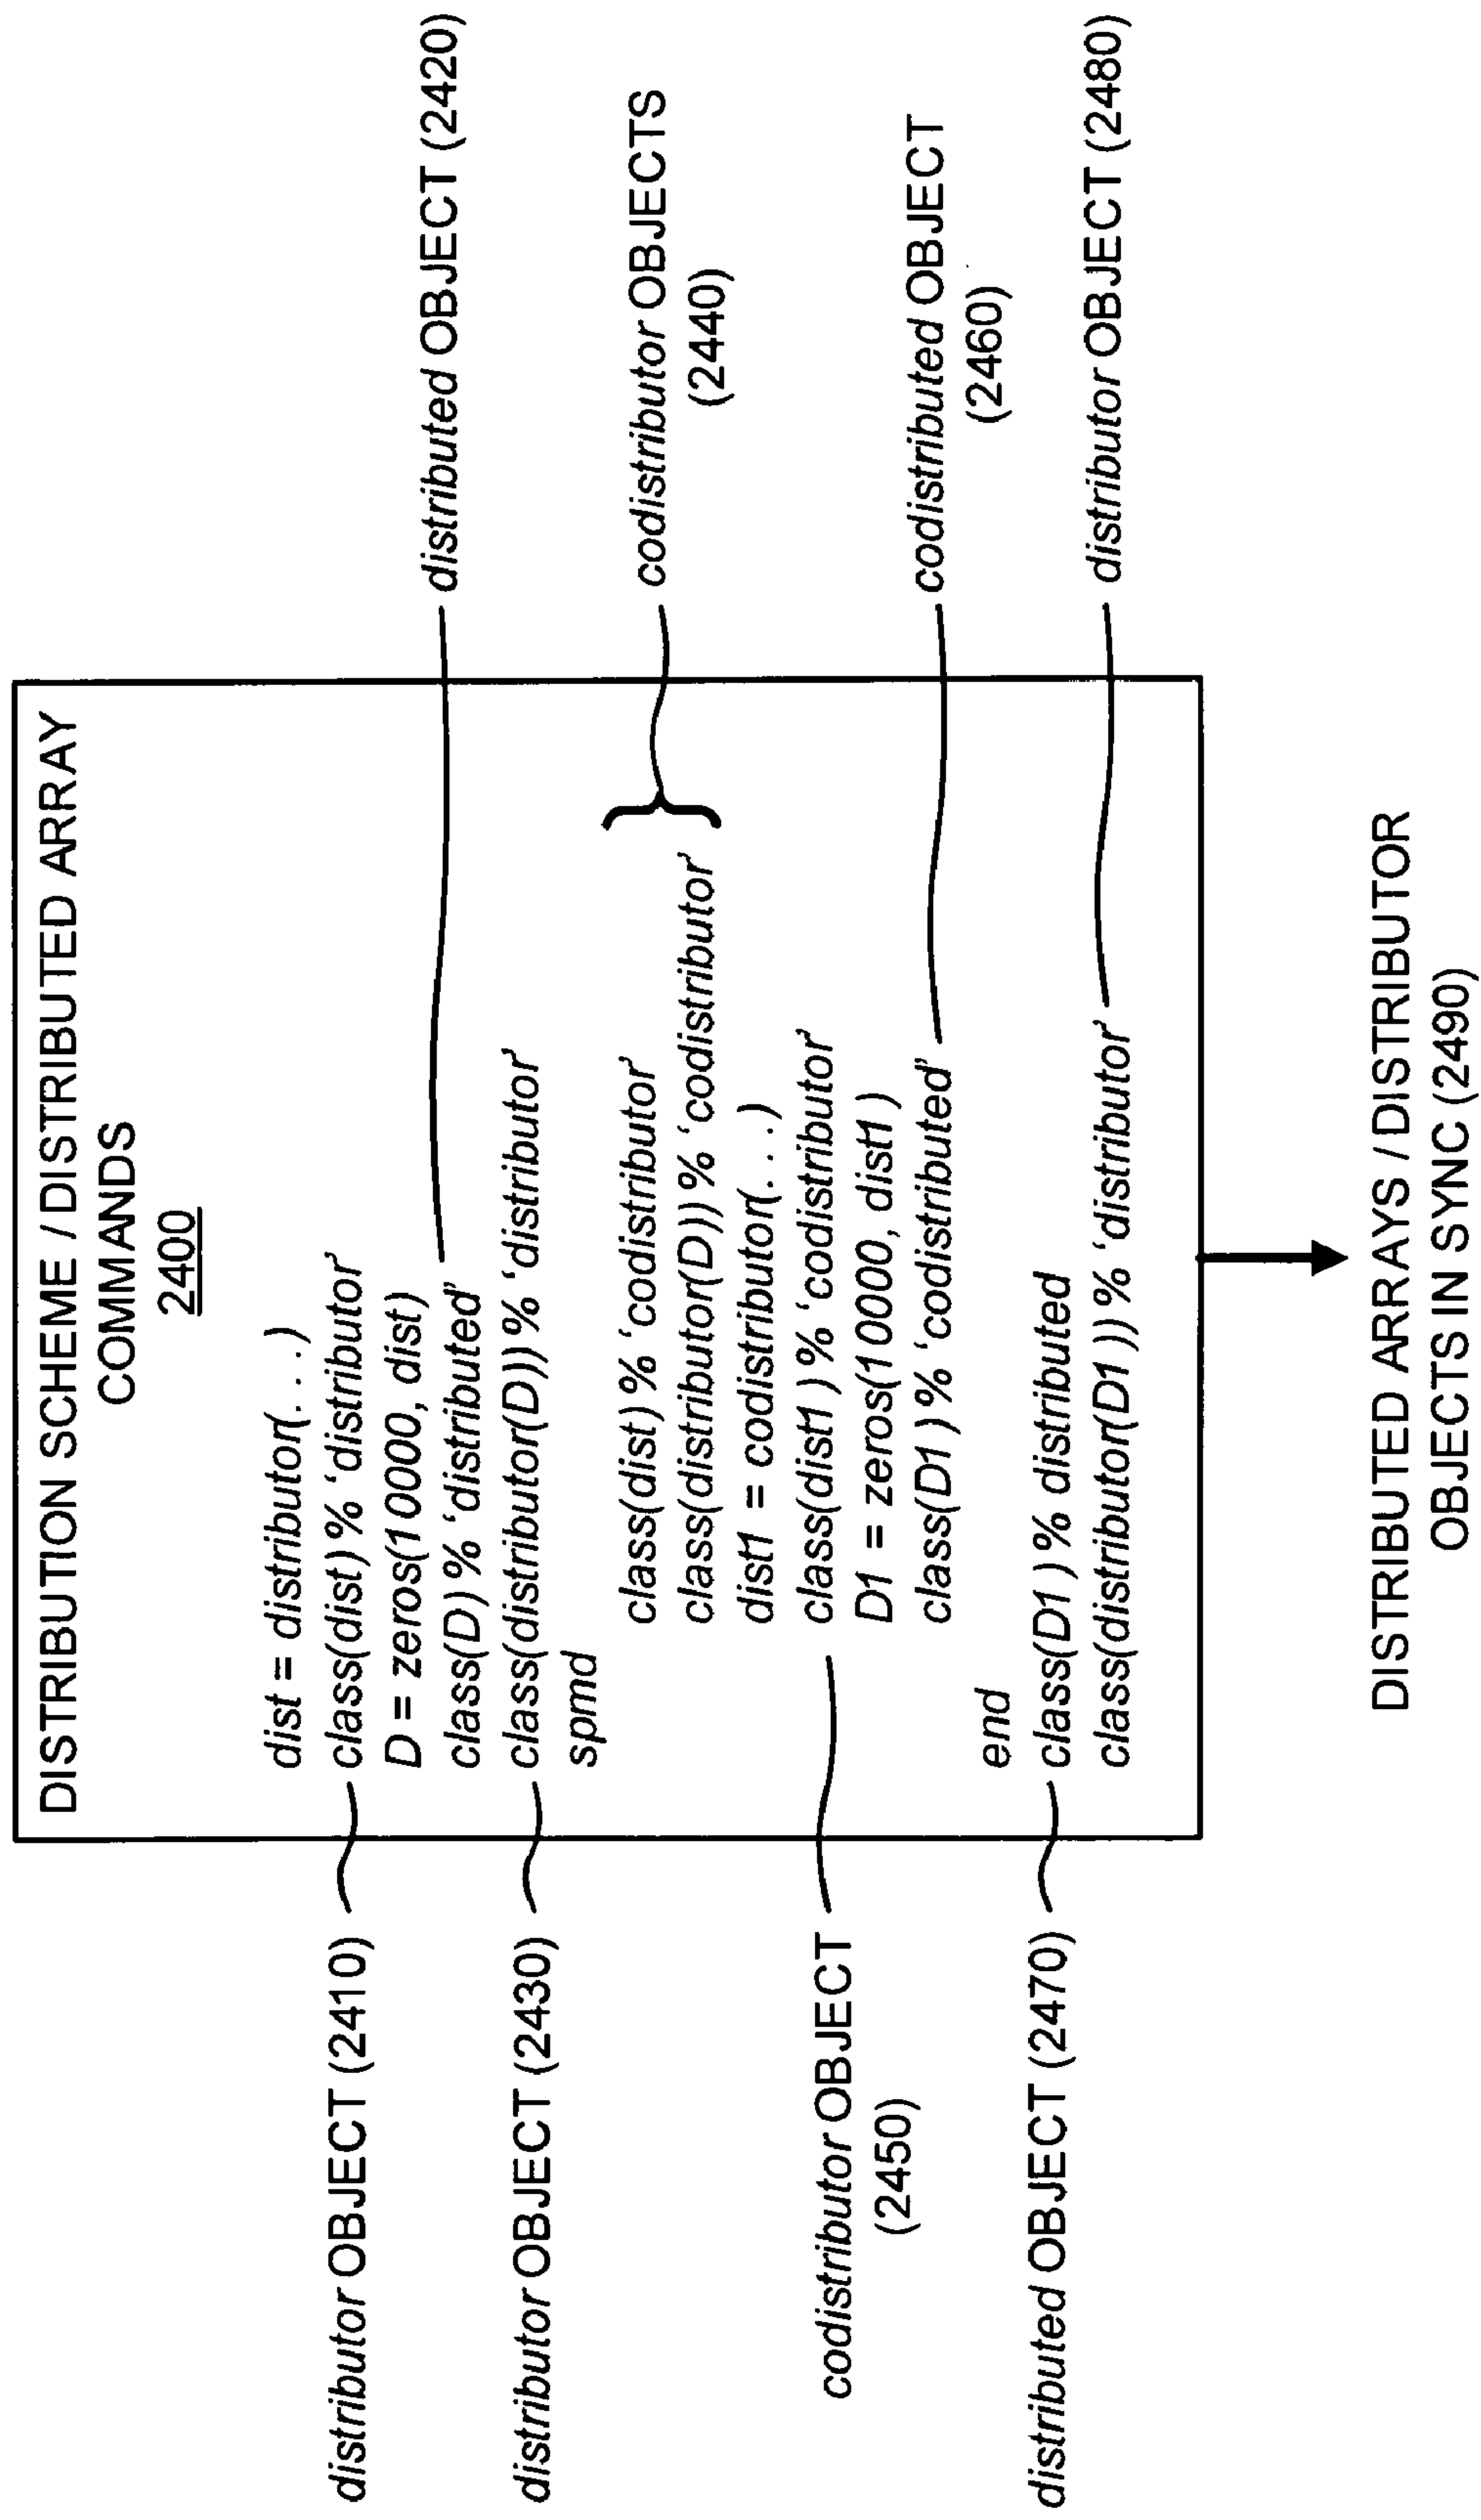 DISTRIBUTION SCHEME / DISTRIBUTED ARRAY
COMMANDS
2400
dist = distributor(. . .)
class(dist) % ‘distributor’
D = zeros(1000, dist)
class(D) % ‘distributed’
class(distributor(D)) % ‘distributor’
spmd
class(dist) % ‘codistributor’
class(distributor(D)) % ‘codistributor’
dist1 = codistributor(. . .)
class(dist1) % ‘codistributor’
D1 = zeros(1000, dist1)
class(D1) % ‘codistributed’
end
class(D1) % distributed
class(distributor(D1)) % ‘distributor’
distributor OBJECT (2410)
distributor OBJECT (2430)
codistributor OBJECT
(2450)
distributed OBJECT (2470)
distributed OBJECT (2420)
codistributor OBJECTS
(2440)
codistributed OBJECT
(2460)
distributor OBJECT (2480)
DISTRIBUTED ARRAYS / DISTRIBUTOR
OBJECTS IN SYNC (2490)